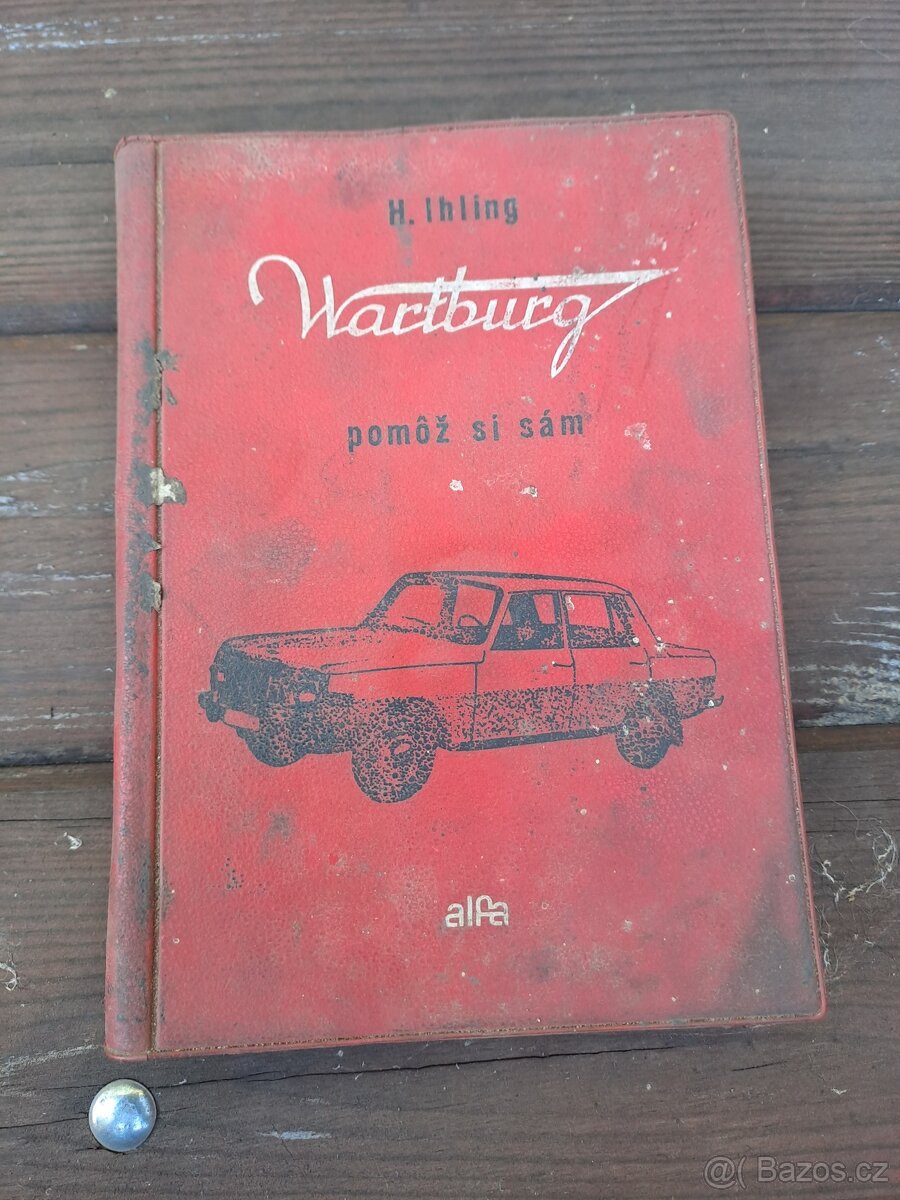 H. Ihling
Wartburg
pomôž si sám
alfa
@( Bazos.cz